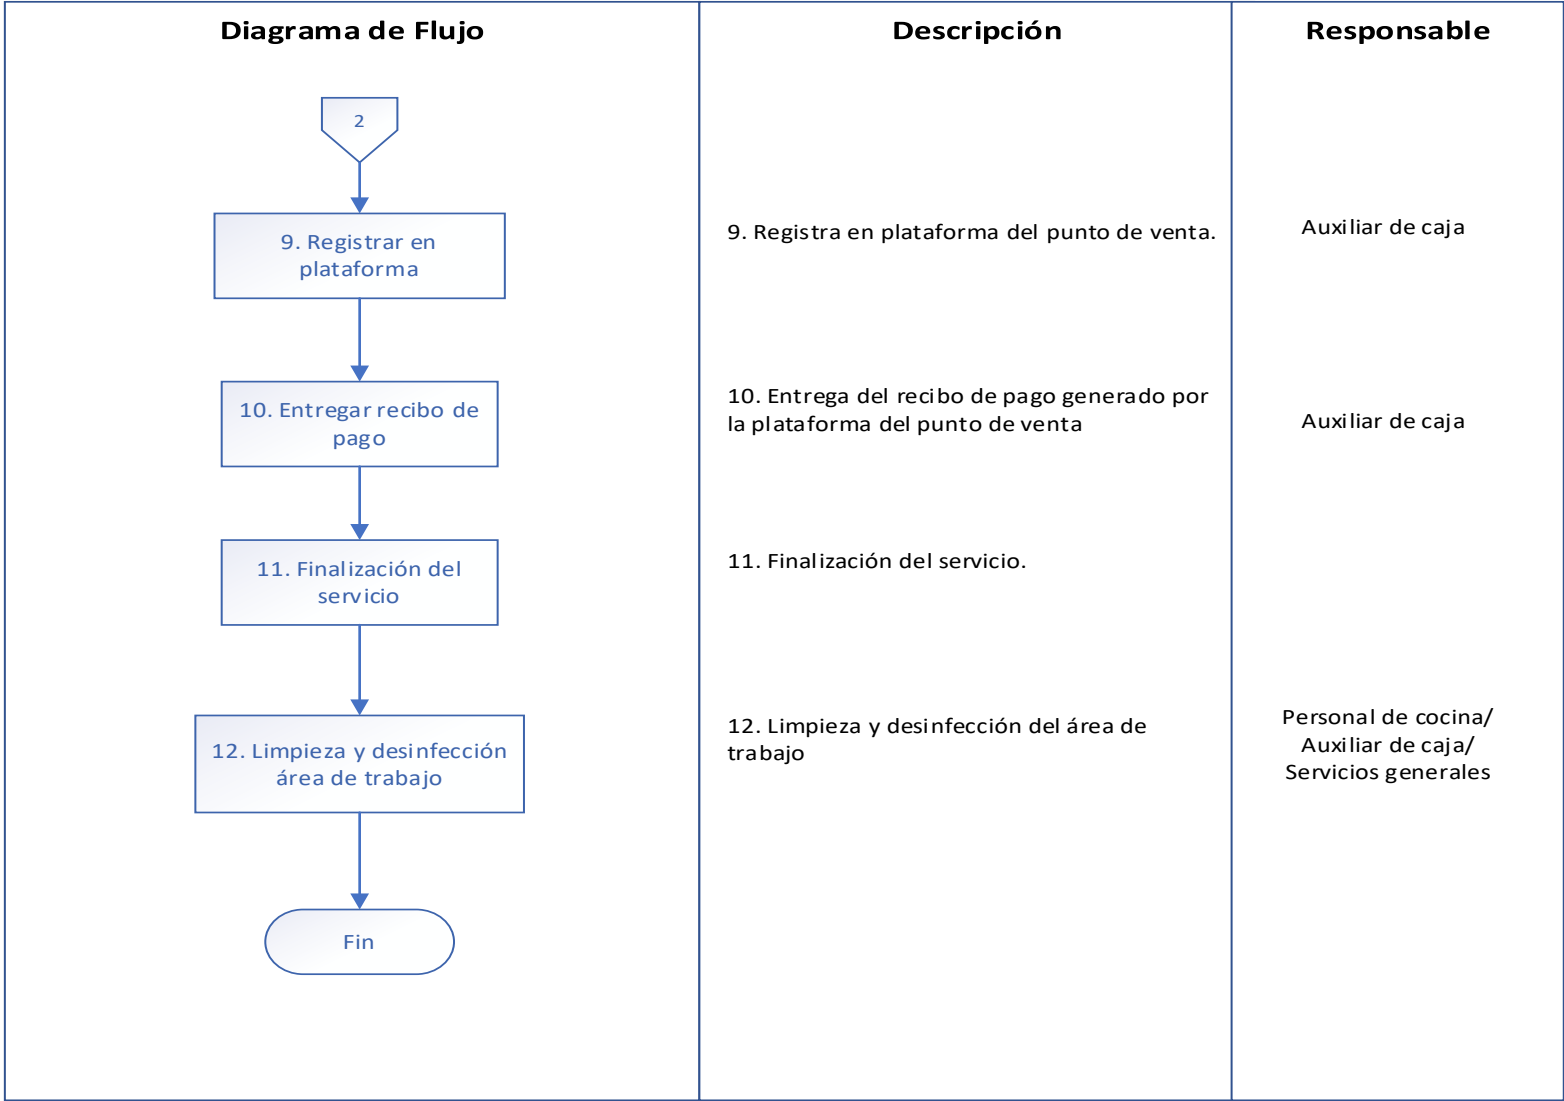 Diagrama de Flujo
Descripción
Responsable
2
9. Registrar en
plataforma
9. Registra en plataforma del punto de venta.
Auxiliar de caja
10. Entregar recibo de
pago
10. Entrega del recibo de pago generado por
la plataforma del punto de venta
Auxiliar de caja
11. Finalización del
servicio
11. Finalización del servicio.
12. Limpieza y desinfección
área de trabajo
12. Limpieza y desinfección del área de
trabajo
Personal de cocina/
Auxiliar de caja/
Servicios generales
Fin